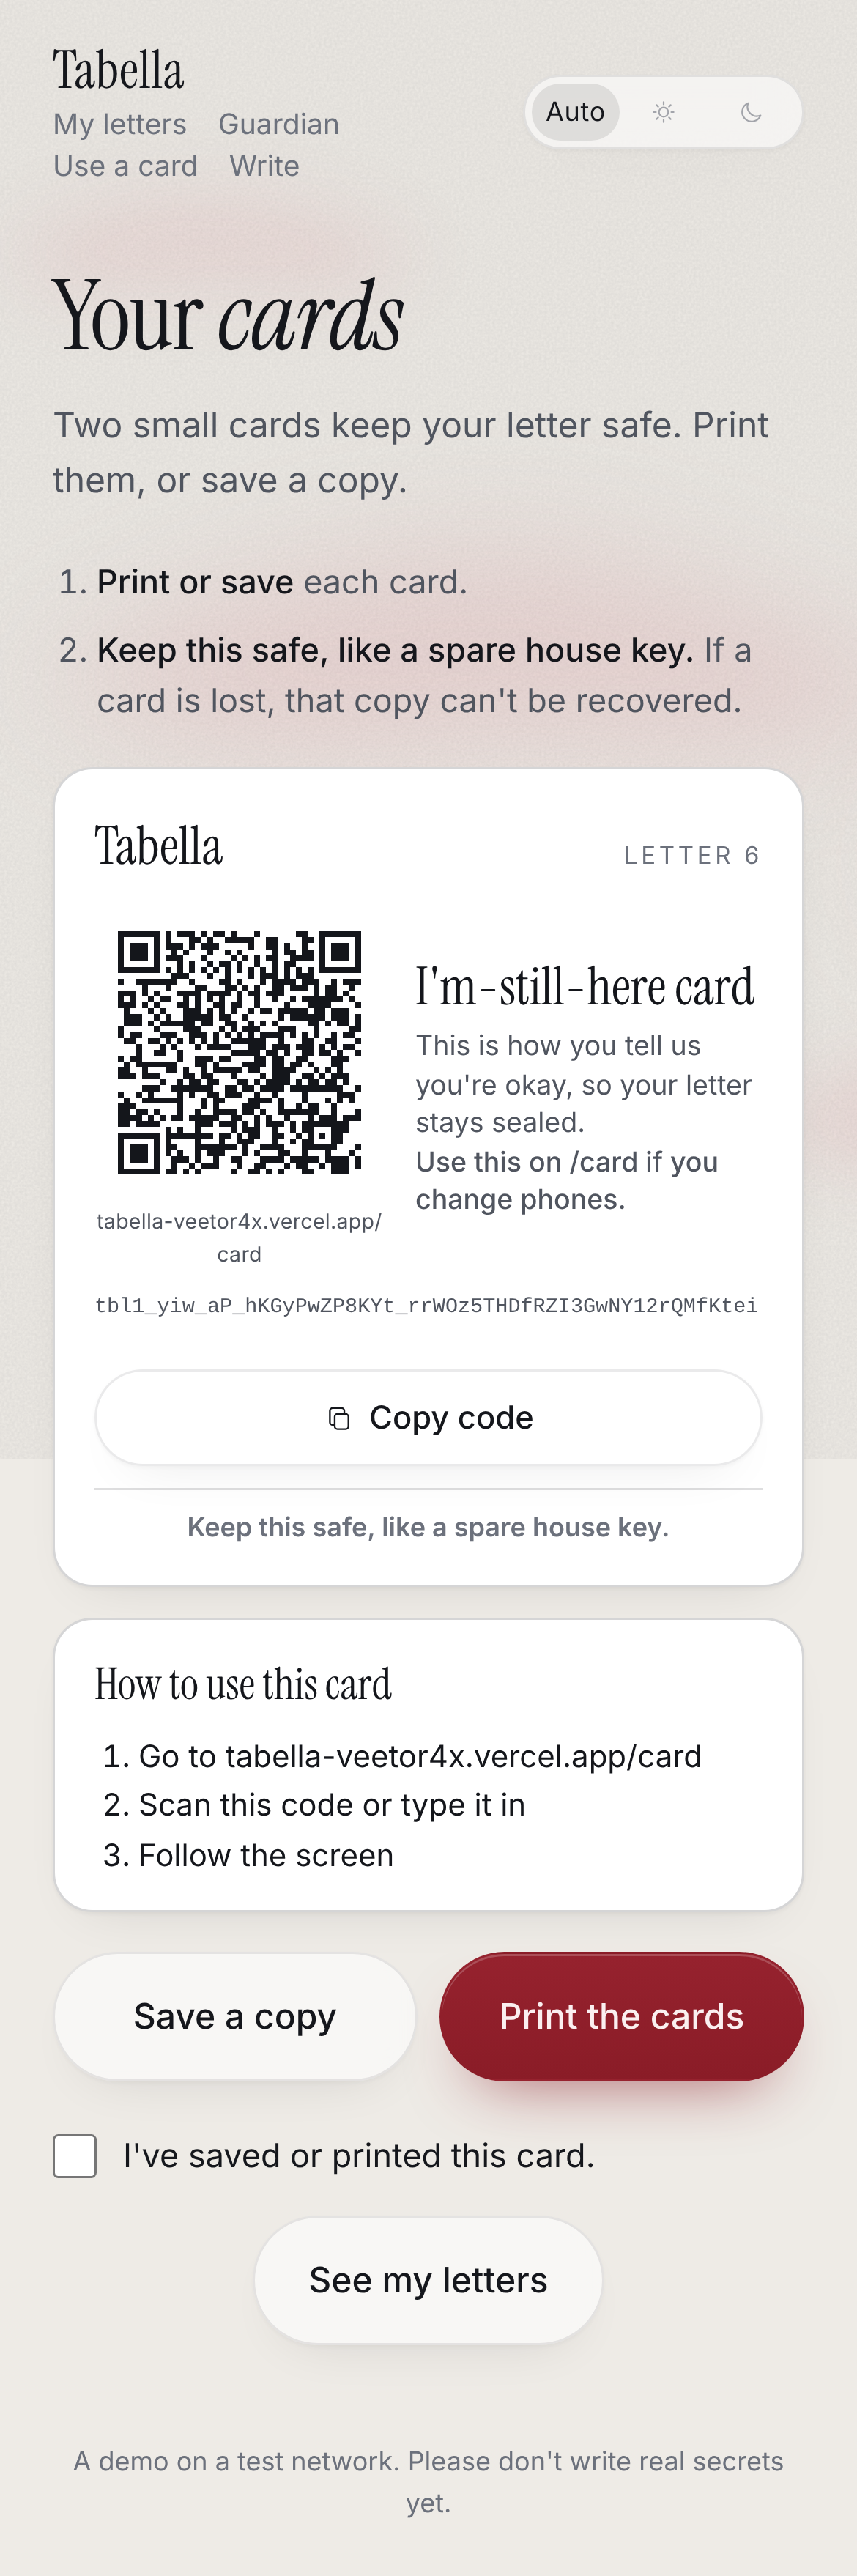 Tabella
My letters Guardian
Use a card Write
Auto
Your cards
Two small cards keep your letter safe. Print
them, or save a copy.
1. Print or save each card.
2. Keep this safe, like a spare house key. If a
card is lost, that copy can't be recovered.
Tabella
LETTER 6
I'm-still-here card
This is how you tell us
you're okay, so your letter
stays sealed.
Use this on /card if you
change phones.
tabella-veetor4x.vercel.app/
card
tbl1_yiw_aP_hKGyPwZP8KYt_rrWOz5THDfRZI3GwNY12rQMfKtei
Copy code
Keep this safe, like a spare house key.
How to use this card
1. Go to tabella-veetor4x.vercel.app/card
2. Scan this code or type it in
3. Follow the screen
Save a copy
Print the cards
I've saved or printed this card.
See my letters
A demo on a test network. Please don't write real secrets
yet.